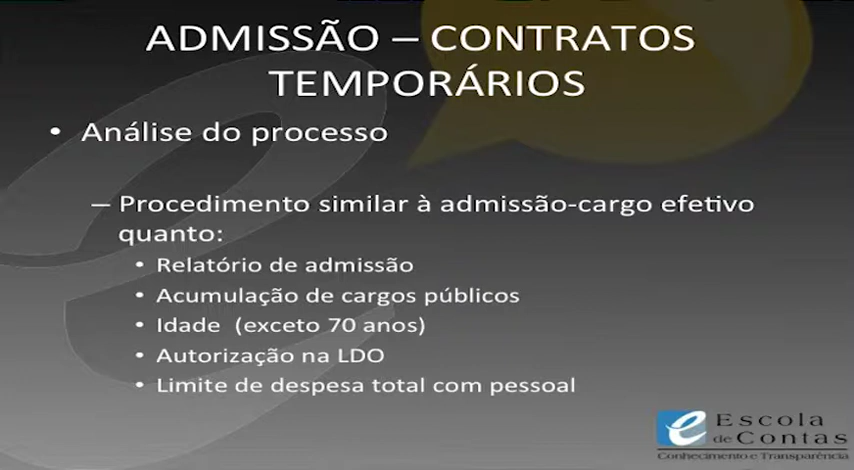 ADMISSÃO – CONTRATOS
TEMPORÁRIOS
• Análise do processo
– Procedimento similar à admissão-cargo efetivo
quanto:
• Relatório de admissão
• Acumulação de cargos públicos
• Idade (exceto 70 anos)
• Autorização na LDO
• Limite de despesa total com pessoal
Escola
de Contas
Conhecimento e Transparência